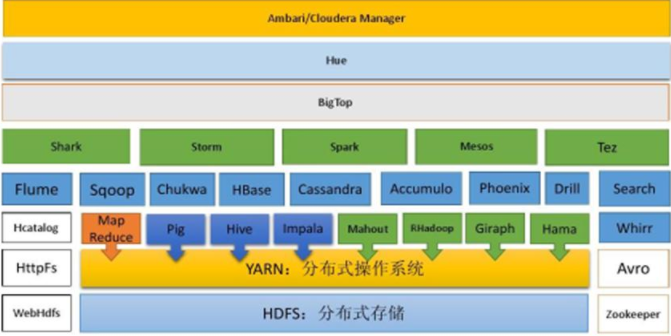 Ambari/Cloudera Manager
Hue
BigTop
Shark
Storm
Spark
Mesos
Tez
Flume
Sqoop
Chukwa
HBase
Cassandra
Accumulo
Phoenix
Drill
Search
Hcatalog
Map
Reduce
Pig
Hive
Impala
Mahout
RHadoop
Giraph
Hama
Whirr
HttpFs
YARN：分布式操作系统
Avro
WebHdfs
HDFS：分布式存储
Zookeeper